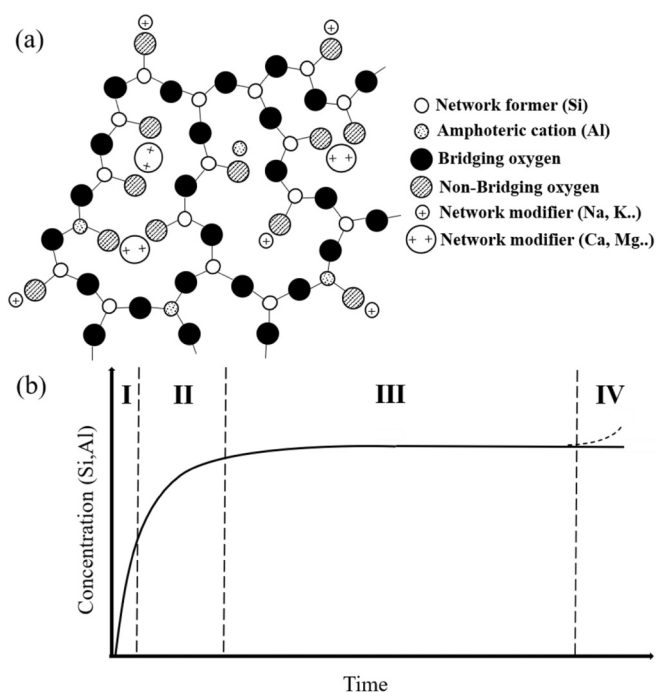 (a)
Network former (Si)
Amphoteric cation (Al)
Bridging oxygen
Non-Bridging oxygen
Network modifier (Na, K..)
Network modifier (Ca, Mg..)
(b)
I II III IV
Concentration (Si,Al)
Time